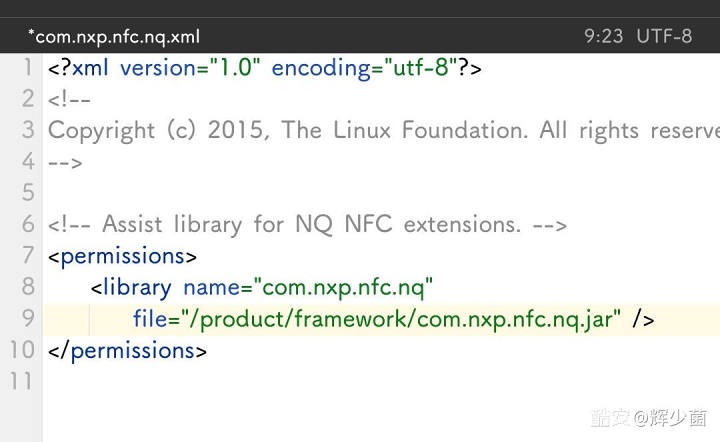 *com.nxp.nfc.nq.xml 9:23 UTF-8
1 <?xml version="1.0" encoding="utf-8"?>
2 <!--
3 Copyright (c) 2015, The Linux Foundation. All rights reserve
4 -->
5
6 <!-- Assist library for NQ NFC extensions. -->
7 <permissions>
8 <library name="com.nxp.nfc.nq"
9 file="/product/framework/com.nxp.nfc.nq.jar" />
10 </permissions>
11
酷安@辉少菌